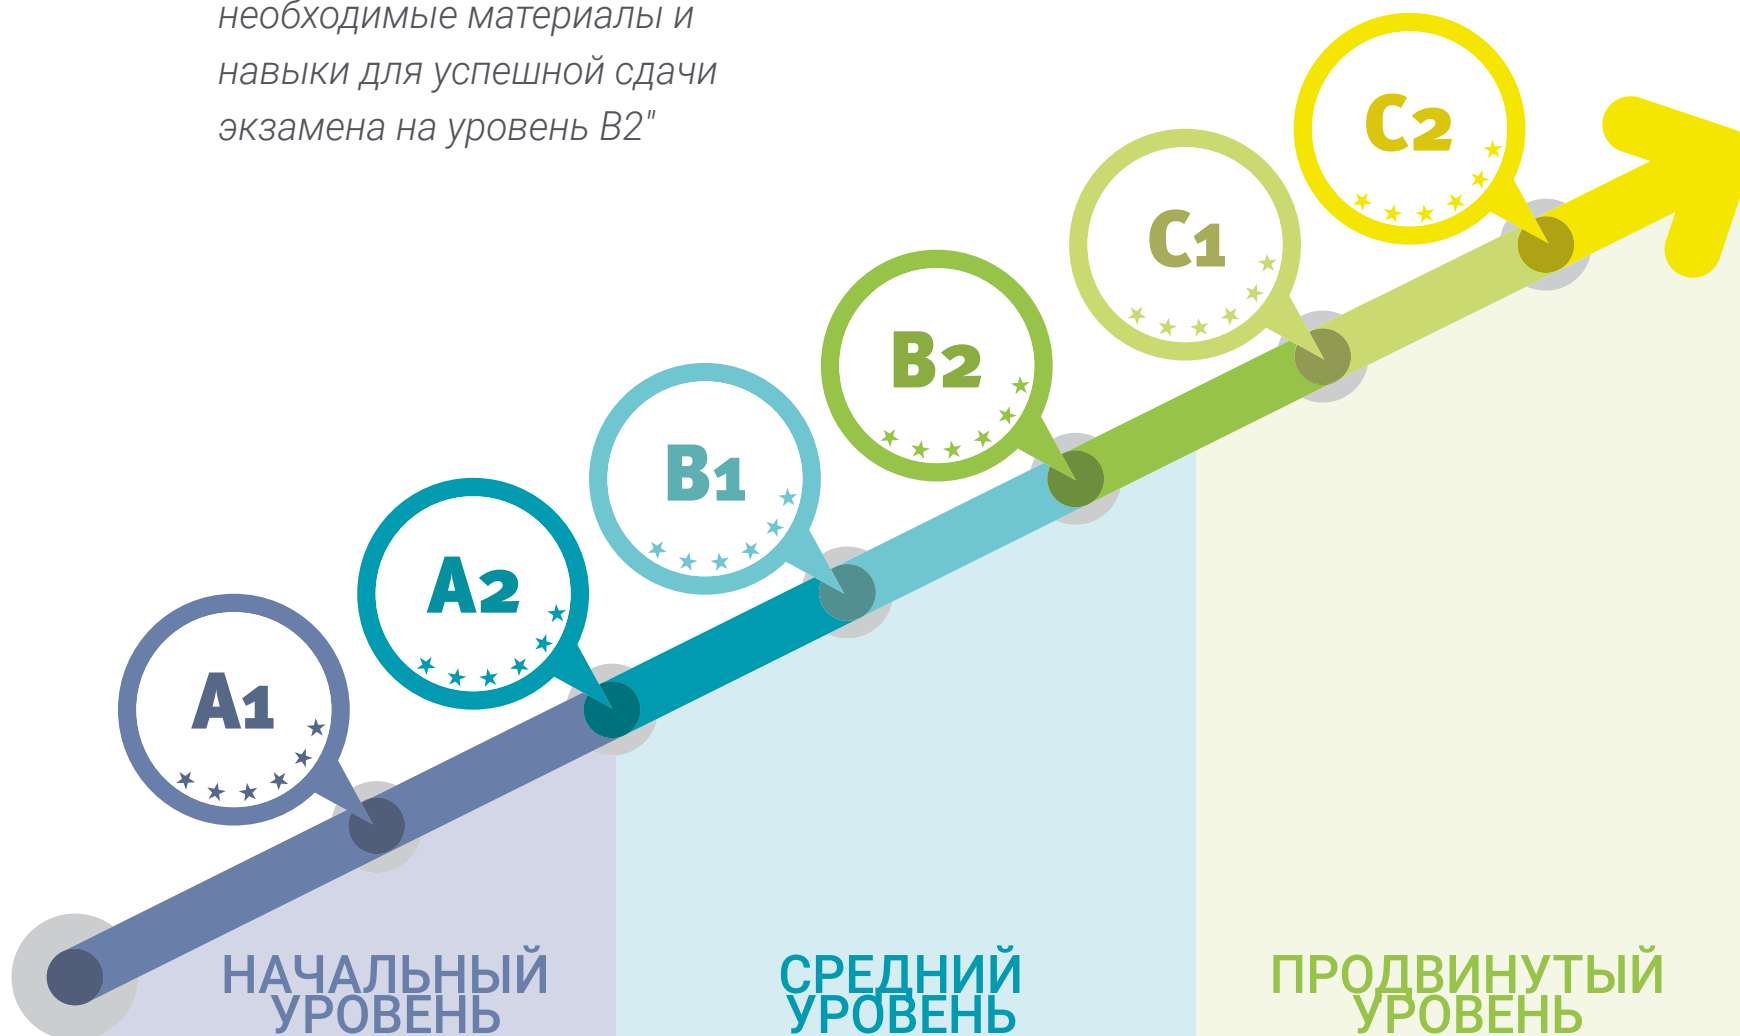 необходимые материалы и
навыки для успешной сдачи
экзамена на уровень B2"
C2
C1
B2
B1
A2
A1
НАЧАЛЬНЫЙ
УРОВЕНЬ
СРЕДНИЙ
УРОВЕНЬ
ПРОДВИНУТЫЙ
УРОВЕНЬ